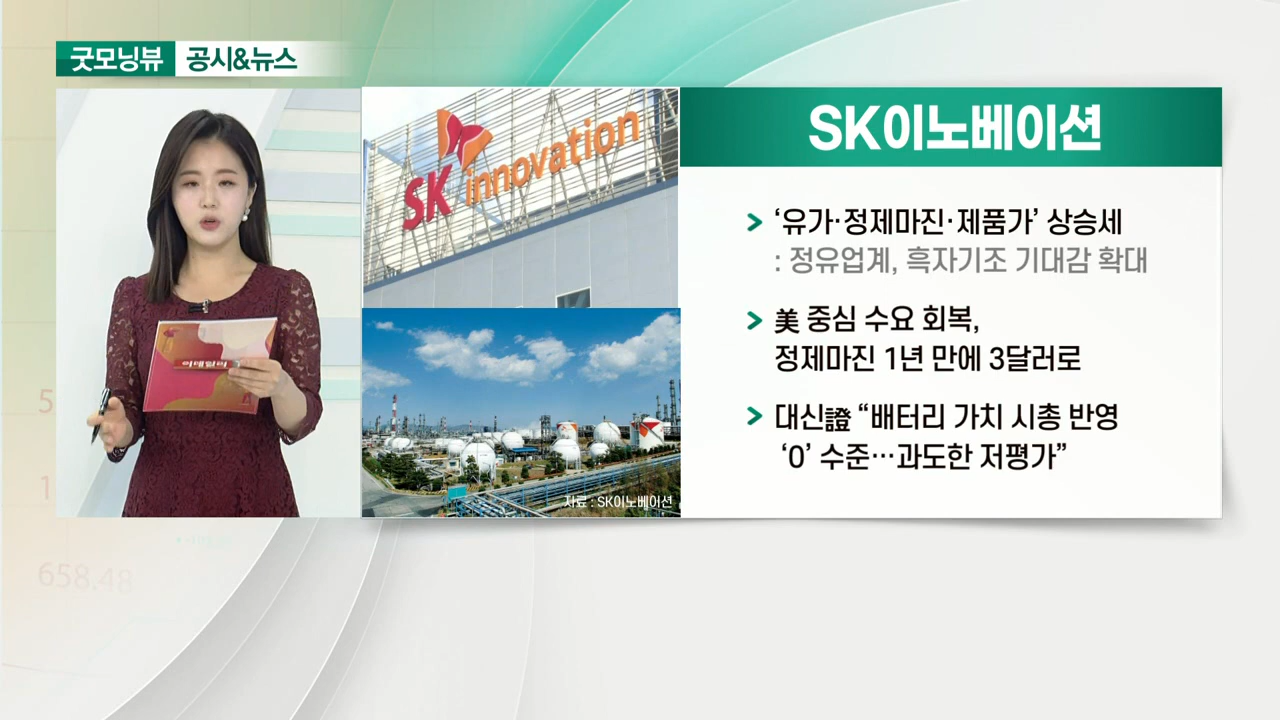 굿모닝뷰 공시&뉴스
SK이노베이션
SK innovation
‘유가·정제마진·제품가’ 상승세
: 정유업계, 흑자기조 기대감 확대
美 중심 수요 회복,
정제마진 1년 만에 3달러로
대신證 “배터리 가치 시총 반영
‘0’ 수준…과도한 저평가”
자료 : SK이노베이션
658.48